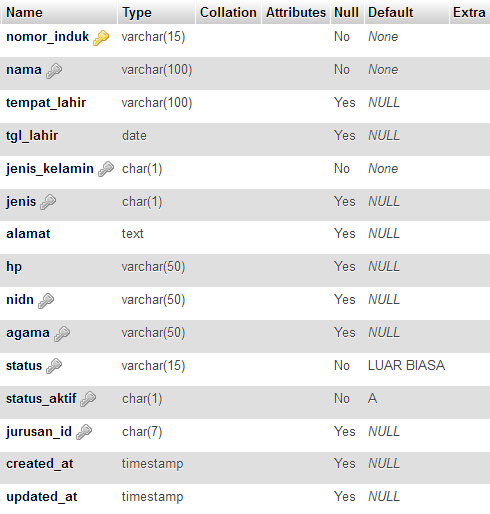 Name Type Collation Attributes Null Default Extra
nomor_induk varchar(15) No None
nama varchar(100) No None
tempat_lahir varchar(100) Yes NULL
tgl_lahir date Yes NULL
jenis_kelamin char(1) No None
jenis char(1) Yes NULL
alamat text Yes NULL
hp varchar(50) Yes NULL
nidn varchar(50) Yes NULL
agama varchar(50) Yes NULL
status varchar(15) No LUAR BIASA
status_aktif char(1) No A
jurusan_id char(7) Yes NULL
created_at timestamp Yes NULL
updated_at timestamp Yes NULL